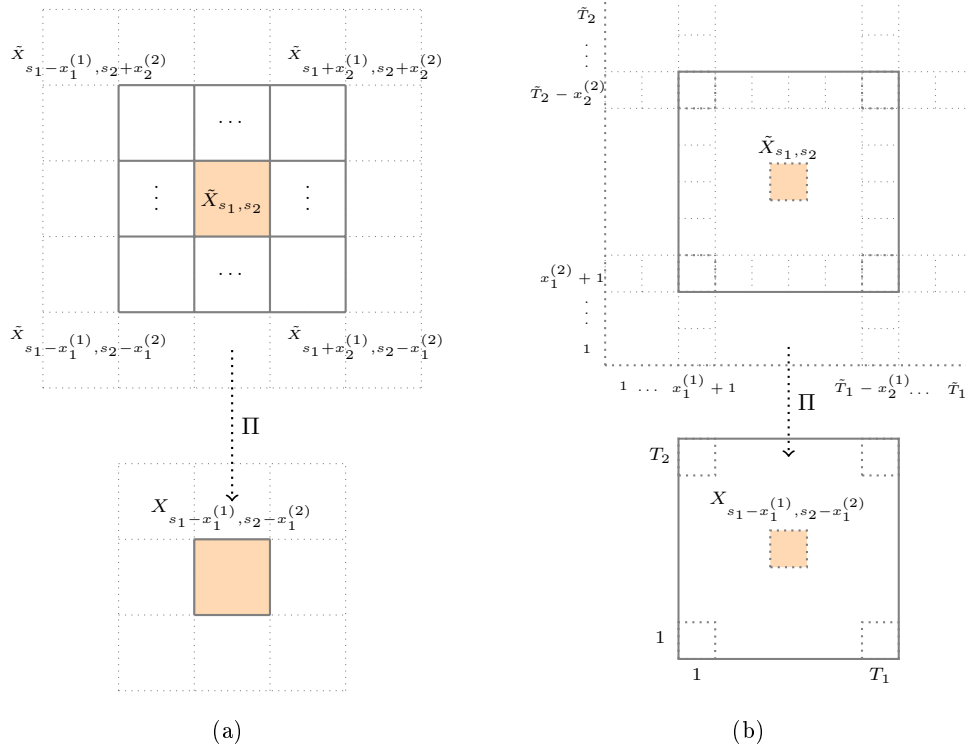 X̃_{s_1−x_1^{(1)},s_2+x_2^{(2)}} X̃_{s_1+x_2^{(1)},s_2+x_2^{(2)}}
...
⋮ X̃_{s_1,s_2} ⋮
...
X̃_{s_1−x_1^{(1)},s_2−x_1^{(2)}} X̃_{s_1+x_2^{(1)},s_2−x_1^{(2)}}
Π
X_{s_1−x_1^{(1)},s_2−x_1^{(2)}}
(a)
T̃_2
⋮
T̃_2 − x_2^{(2)}
X̃_{s_1,s_2}
x_1^{(2)} + 1
⋮
1
1 ... x_1^{(1)} + 1 T̃_1 − x_2^{(1)} ... T̃_1
Π
T_2
X_{s_1−x_1^{(1)},s_2−x_1^{(2)}}
1
1 T_1
(b)